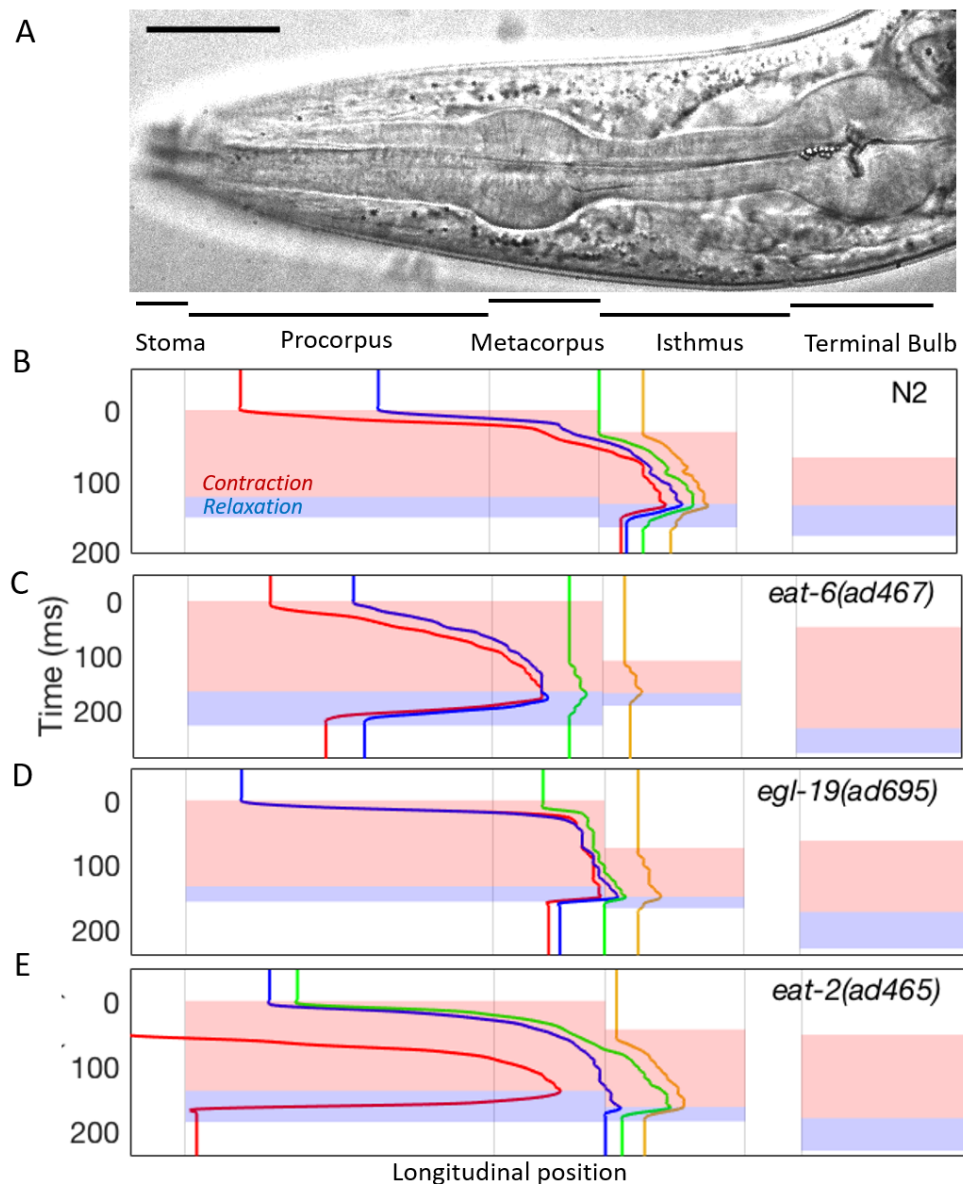 A
Stoma
Procorpus
Metacorpus
Isthmus
Terminal Bulb
B
N2
0
100
200
Contraction
Relaxation
C
eat-6(ad467)
0
100
200
Time (ms)
D
egl-19(ad695)
0
100
200
E
eat-2(ad465)
0
100
200
Longitudinal position